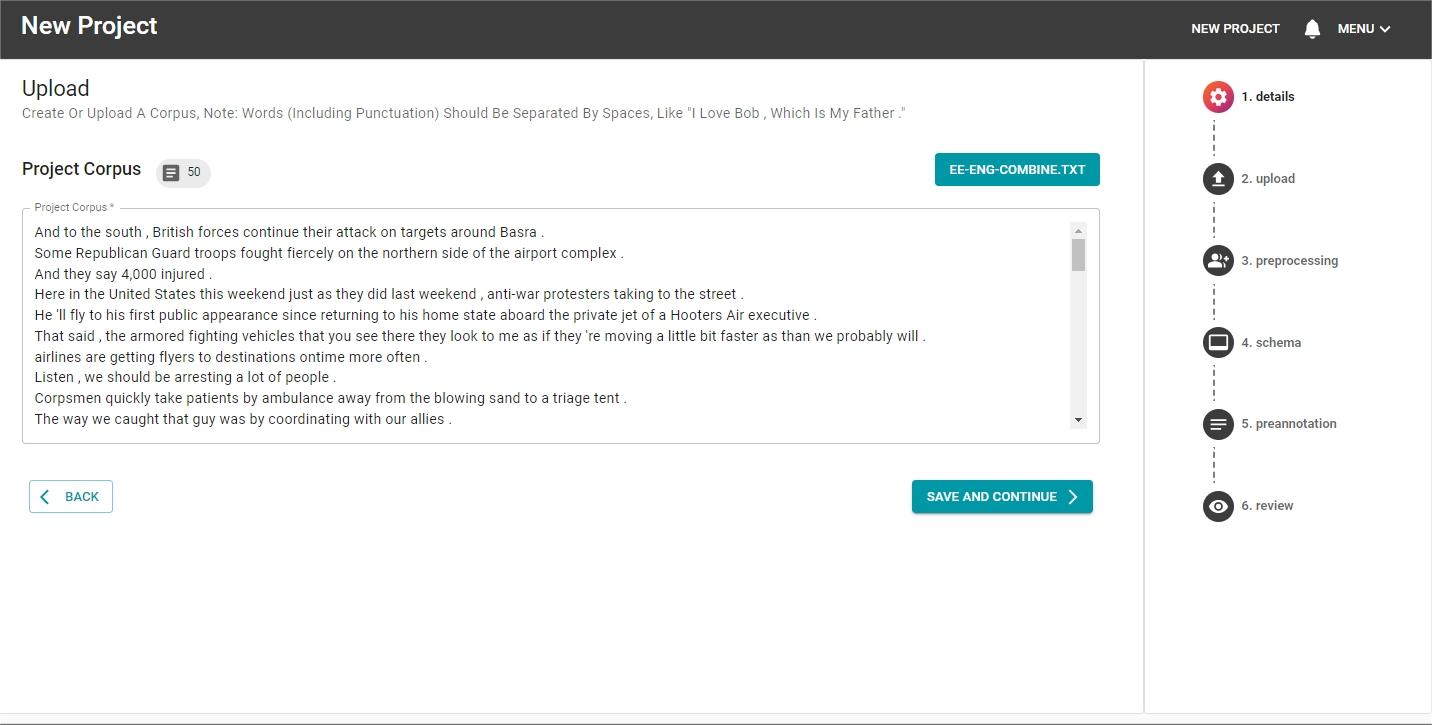 New Project
NEW PROJECT
MENU
Upload
Create Or Upload A Corpus, Note: Words (Including Punctuation) Should Be Separated By Spaces, Like "I Love Bob , Which Is My Father ."
Project Corpus
50
EE-ENG-COMBINE.TXT
Project Corpus *
And to the south , British forces continue their attack on targets around Basra .
Some Republican Guard troops fought fiercely on the northern side of the airport complex .
And they say 4,000 injured .
Here in the United States this weekend just as they did last weekend , anti-war protesters taking to the street .
He 'll fly to his first public appearance since returning to his home state aboard the private jet of a Hooters Air executive .
That said , the armored fighting vehicles that you see there they look to me as if they 're moving a little bit faster as than we probably will .
airlines are getting flyers to destinations ontime more often .
Listen , we should be arresting a lot of people .
Corpsmen quickly take patients by ambulance away from the blowing sand to a triage tent .
The way we caught that guy was by coordinating with our allies .
BACK
SAVE AND CONTINUE
1. details
2. upload
3. preprocessing
4. schema
5. preannotation
6. review